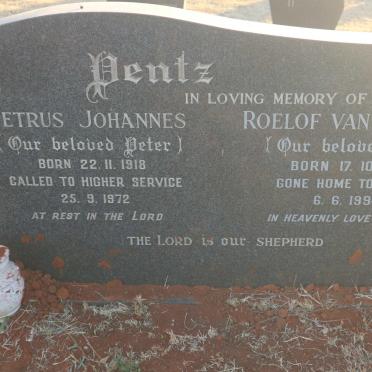 Pentz
IN LOVING MEMORY OF
ETRUS JOHANNES
(Our beloved Peter)
BORN 22.11.1918
CALLED TO HIGHER SERVICE
25.9.1972
AT REST IN THE LORD
ROELOF VAN
(Our belove
BORN 17.10
GONE HOME TO
6.6.199
IN HEAVENLY LOVE
THE LORD is our SHEPHERD